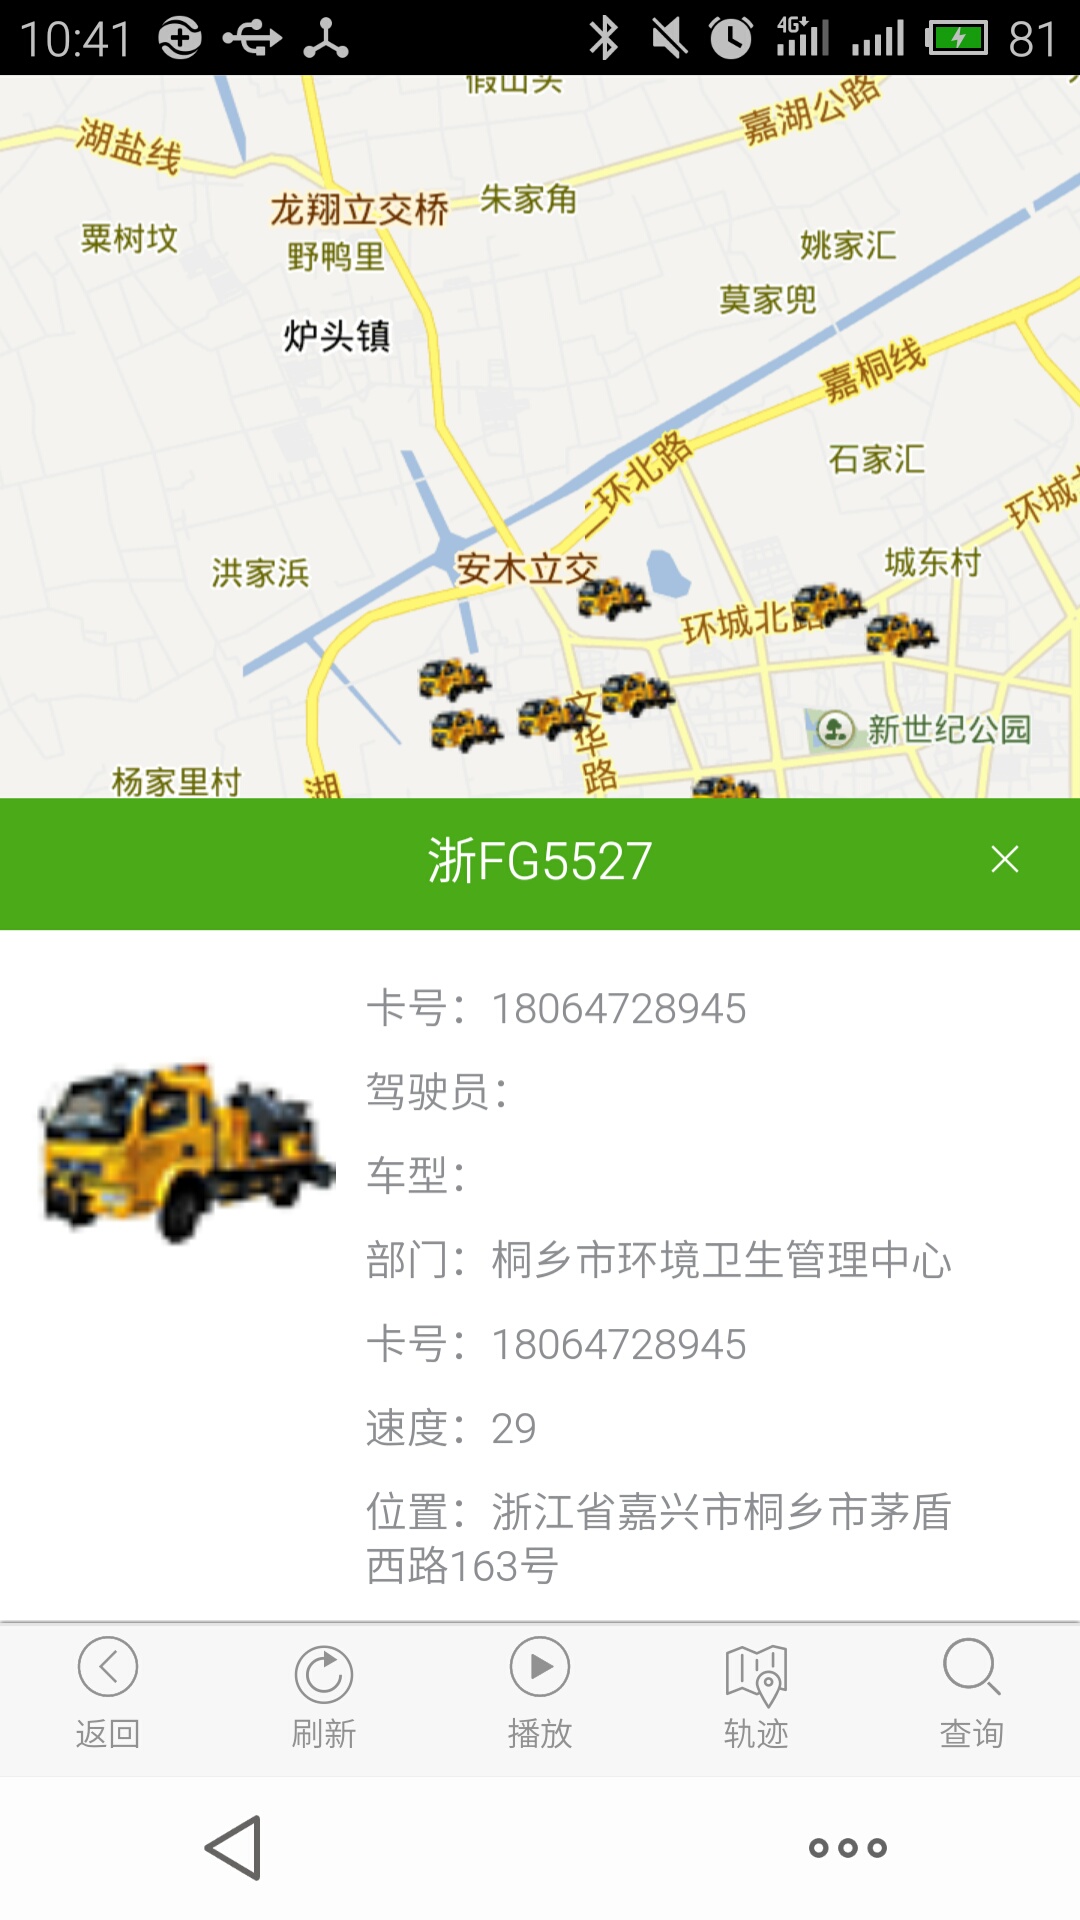 10:41
4G+
81
假山头
嘉湖公路
湖盐线
龙翔立交桥
朱家角
粟树坟
野鸭里
姚家汇
莫家兜
炉头镇
嘉桐线
二环北路
石家汇
环城
安木立交
城东村
洪家浜
环城北路
文华路
新世纪公园
杨家里村
湖
浙FG5527
卡号：18064728945
驾驶员：
车型：
部门：桐乡市环境卫生管理中心
卡号：18064728945
速度：29
位置：浙江省嘉兴市桐乡市茅盾
西路163号
返回
刷新
播放
轨迹
查询